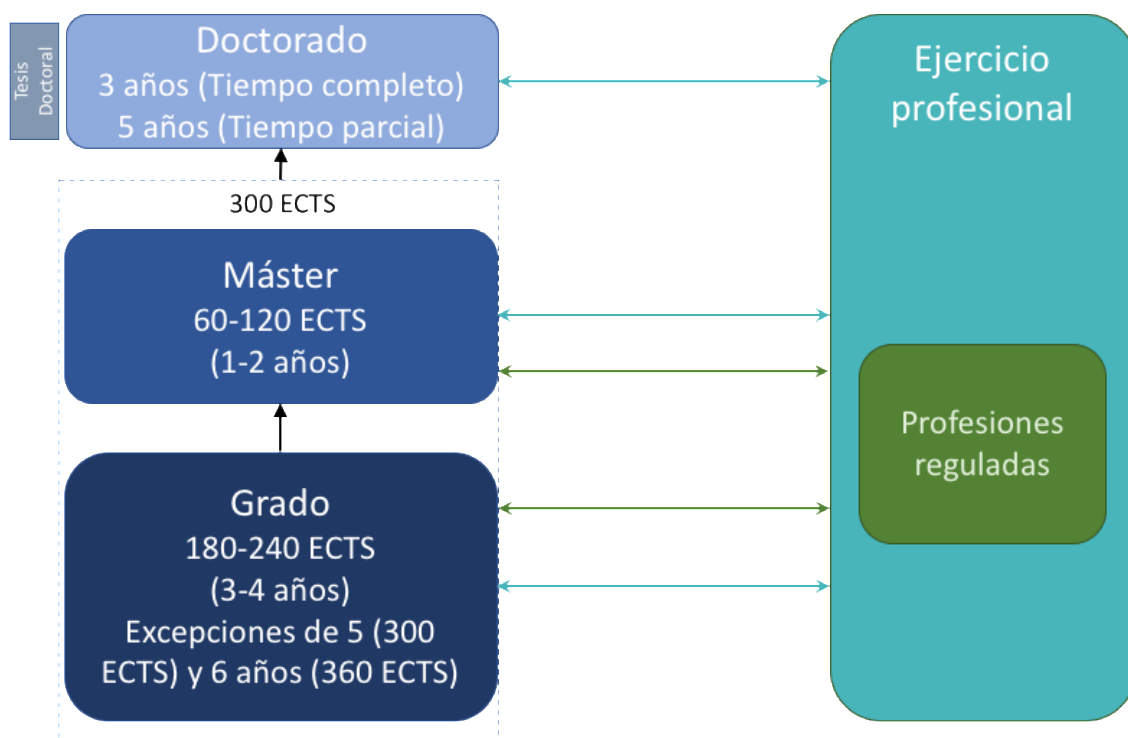 Tesis
Doctoral
Doctorado
3 años (Tiempo completo)
5 años (Tiempo parcial)
Ejercicio
profesional
300 ECTS
Máster
60-120 ECTS
(1-2 años)
Profesiones
reguladas
Grado
180-240 ECTS
(3-4 años)
Excepciones de 5 (300
ECTS) y 6 años (360 ECTS)